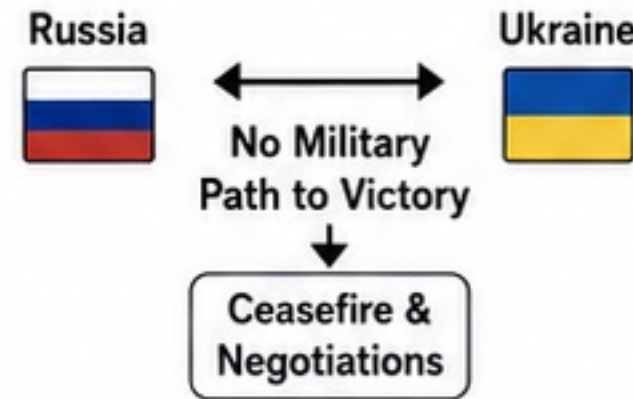 Russia
Ukraine
No Military
Path to Victory
Ceasefire &
Negotiations